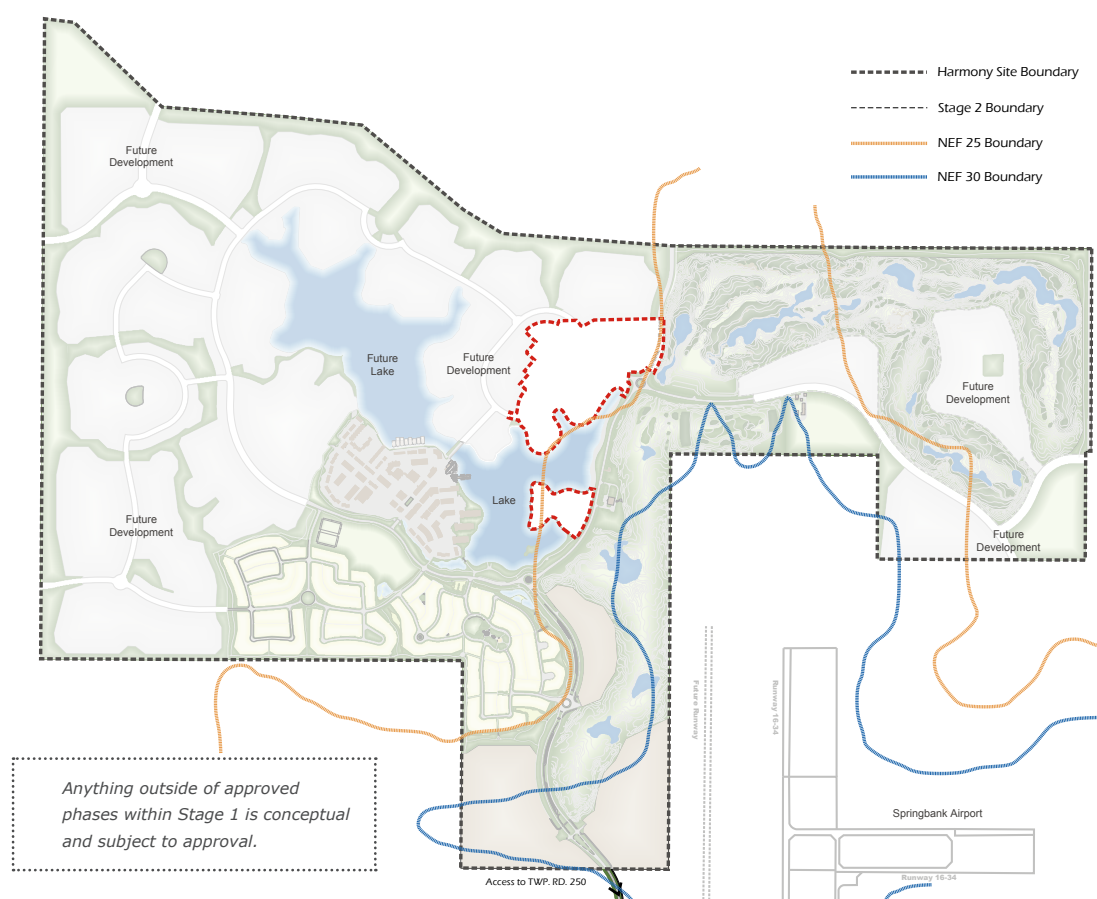 Harmony Site Boundary
Stage 2 Boundary
NEF 25 Boundary
NEF 30 Boundary
Future
Development
Future
Lake
Future
Development
Future
Development
Lake
Future
Development
Future
Development
Future Runway
Runway 16-34
Anything outside of approved
phases within Stage 1 is conceptual
and subject to approval.
Springbank Airport
Runway 16-34
Access to TWP. RD. 250